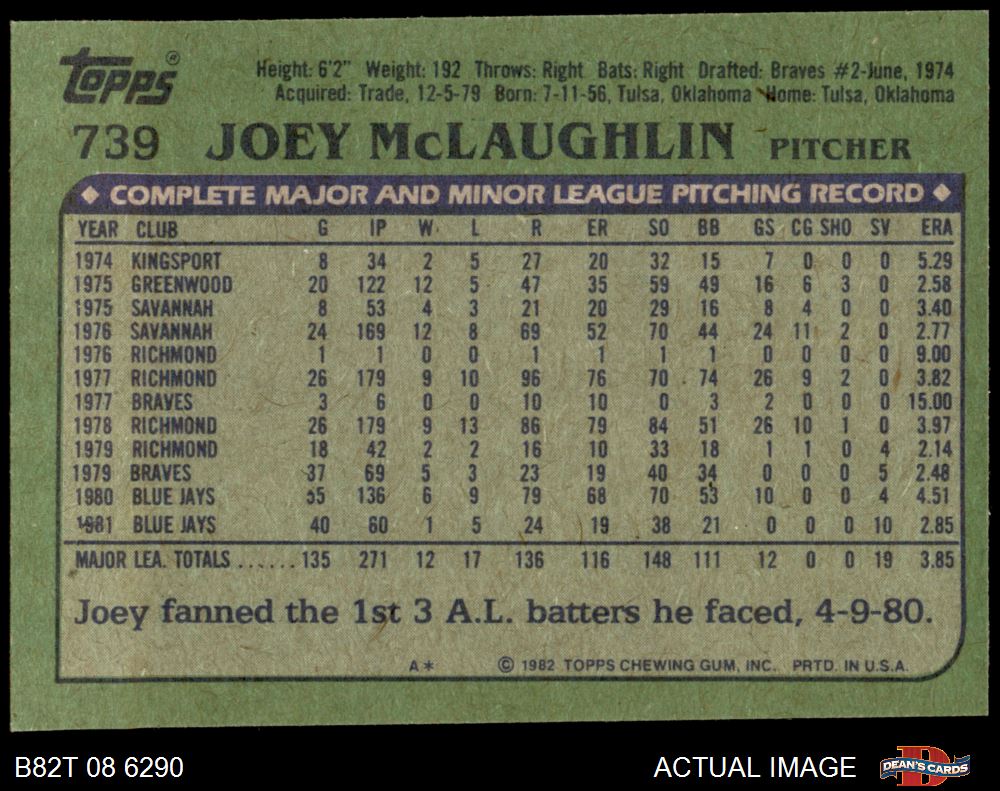 Topps®
Height: 6'2" Weight: 192 Throws: Right Bats: Right Drafted: Braves #2-June, 1974
Acquired: Trade, 12-5-79 Born: 7-11-56, Tulsa, Oklahoma Home: Tulsa, Oklahoma
739 JOEY McLAUGHLIN PITCHER
◆ COMPLETE MAJOR AND MINOR LEAGUE PITCHING RECORD ◆
YEAR CLUB G IP W L R ER SO BB GS CG SHO SV ERA
1974 KINGSPORT 8 34 2 5 27 20 32 15 7 0 0 0 5.29
1975 GREENWOOD 20 122 12 5 47 35 59 49 16 6 3 0 2.58
1975 SAVANNAH 8 53 4 3 21 20 29 16 8 4 0 0 3.40
1976 SAVANNAH 24 169 12 8 69 52 70 44 24 11 2 0 2.77
1976 RICHMOND 1 1 0 0 1 1 1 1 0 0 0 0 9.00
1977 RICHMOND 26 179 9 10 96 76 70 74 26 9 2 0 3.82
1977 BRAVES 3 6 0 0 10 10 0 3 2 0 0 0 15.00
1978 RICHMOND 26 179 9 13 86 79 84 51 26 10 1 0 3.97
1979 RICHMOND 18 42 2 2 16 10 33 18 1 1 0 4 2.14
1979 BRAVES 37 69 5 3 23 19 40 34 0 0 0 5 2.48
1980 BLUE JAYS 55 136 6 9 79 68 70 53 10 0 0 4 4.51
1981 BLUE JAYS 40 60 1 5 24 19 38 21 0 0 0 10 2.85
MAJOR LEA. TOTALS ...... 135 271 12 17 136 116 148 111 12 0 0 19 3.85
Joey fanned the 1st 3 A.L. batters he faced, 4-9-80.
A* © 1982 TOPPS CHEWING GUM, INC. PRTD. IN U.S.A.
B82T 08 6290 ACTUAL IMAGE D DEAN'S CARDS